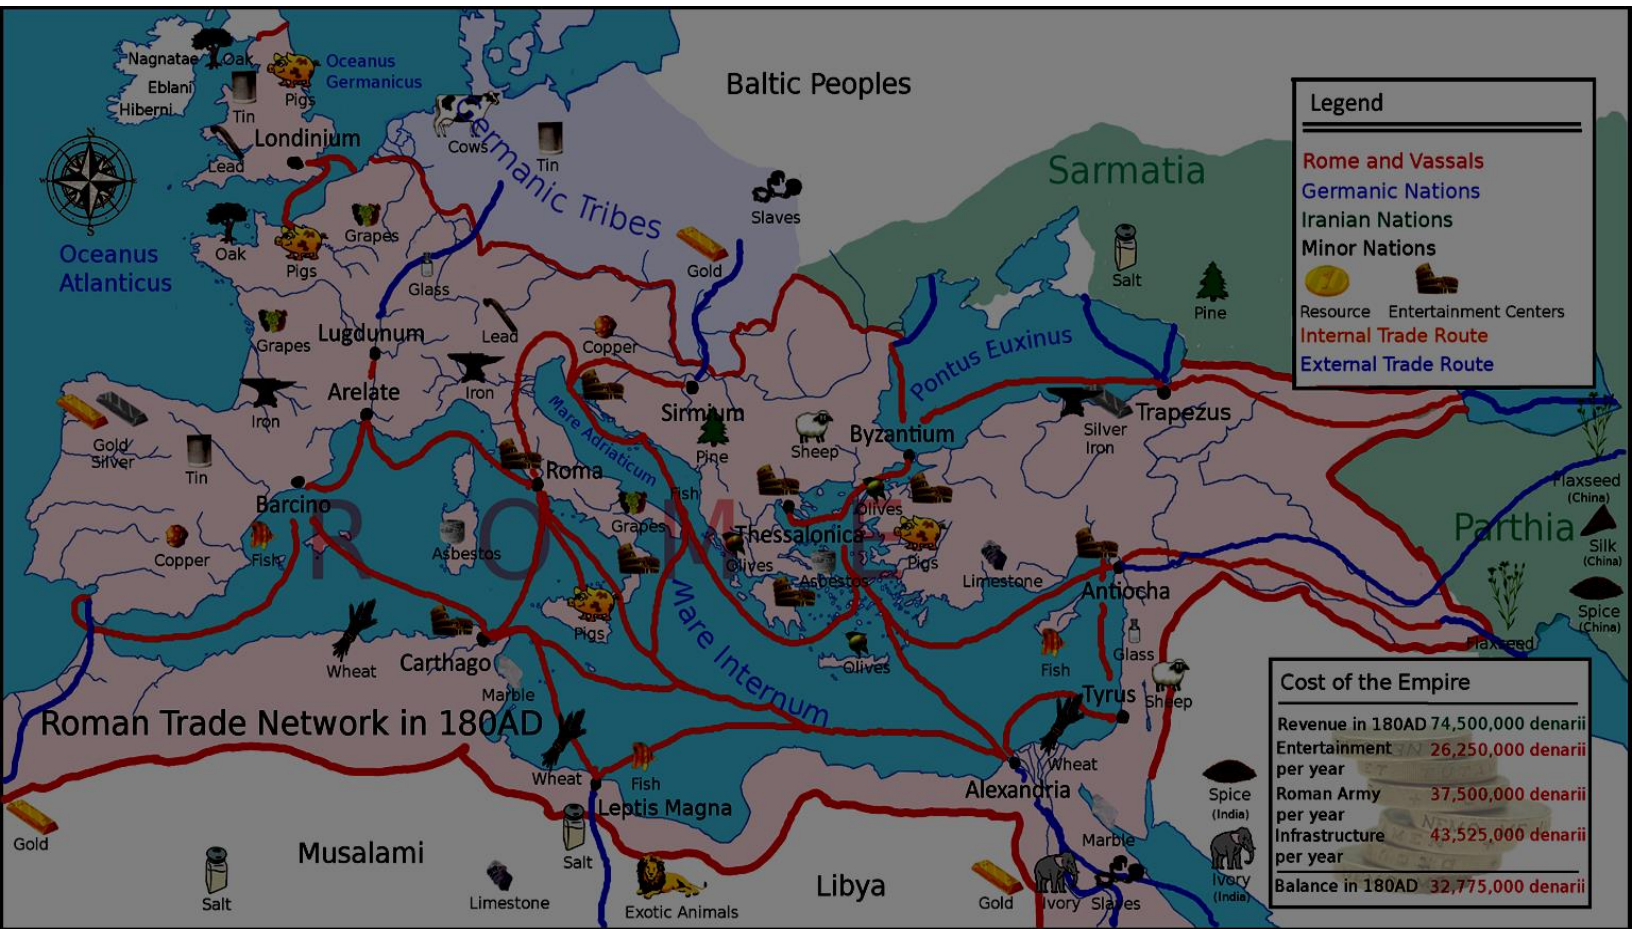 Nagnatae
Oak
Eblani
Hiberni
Pigs
Tin
Oceanus
Germanicus
Londinium
Lead
N
S
Cows
Germanic Tribes
Tin
Baltic Peoples
Slaves
Gold
Sarmatia
Salt
Pine
Legend
Rome and Vassals
Germanic Nations
Iranian Nations
Minor Nations
Resource
Entertainment Centers
Internal Trade Route
External Trade Route
Oceanus
Atlanticus
Oak
Pigs
Grapes
Glass
Grapes
Lugdunum
Lead
Copper
Arelate
Iron
Iron
Sirmium
Pine
Sheep
Mare Adriaticum
Pontus Euxinus
Byzantium
Silver
Iron
Trapezus
Gold
Silver
Tin
Barcino
Roma
Fish
Grapes
Olives
Thessalonica
Flaxseed
(China)
Parthia
Silk
(China)
Spice
(China)
Flaxseed
ROME
Copper
Fish
Asbestos
Olives
Asbestos
Pigs
Limestone
Antiocha
Wheat
Carthago
Pigs
Marble
Mare Internum
Olives
Fish
Glass
Tyrus
Sheep
Roman Trade Network in 180AD
Wheat
Fish
Leptis Magna
Alexandria
Wheat
Marble
Spice
(India)
Ivory
(India)
Gold
Musalami
Salt
Limestone
Salt
Exotic Animals
Libya
Gold
Ivory
Slaves
Cost of the Empire
Revenue in 180AD 74,500,000 denarii
Entertainment 26,250,000 denarii
per year
Roman Army 37,500,000 denarii
per year
Infrastructure 43,525,000 denarii
per year
Balance in 180AD 32,775,000 denarii